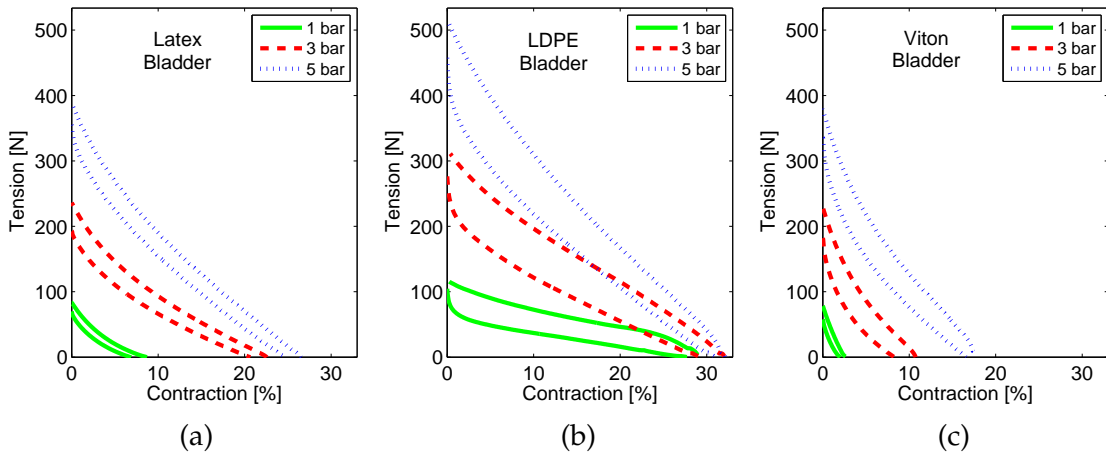 Latex
Bladder
1 bar
3 bar
5 bar
500
400
300
200
100
0
Tension [N]
0
10
20
30
Contraction [%]
(a)
LDPE
Bladder
1 bar
3 bar
5 bar
500
400
300
200
100
0
Tension [N]
0
10
20
30
Contraction [%]
(b)
Viton
Bladder
1 bar
3 bar
5 bar
500
400
300
200
100
0
Tension [N]
0
10
20
30
Contraction [%]
(c)